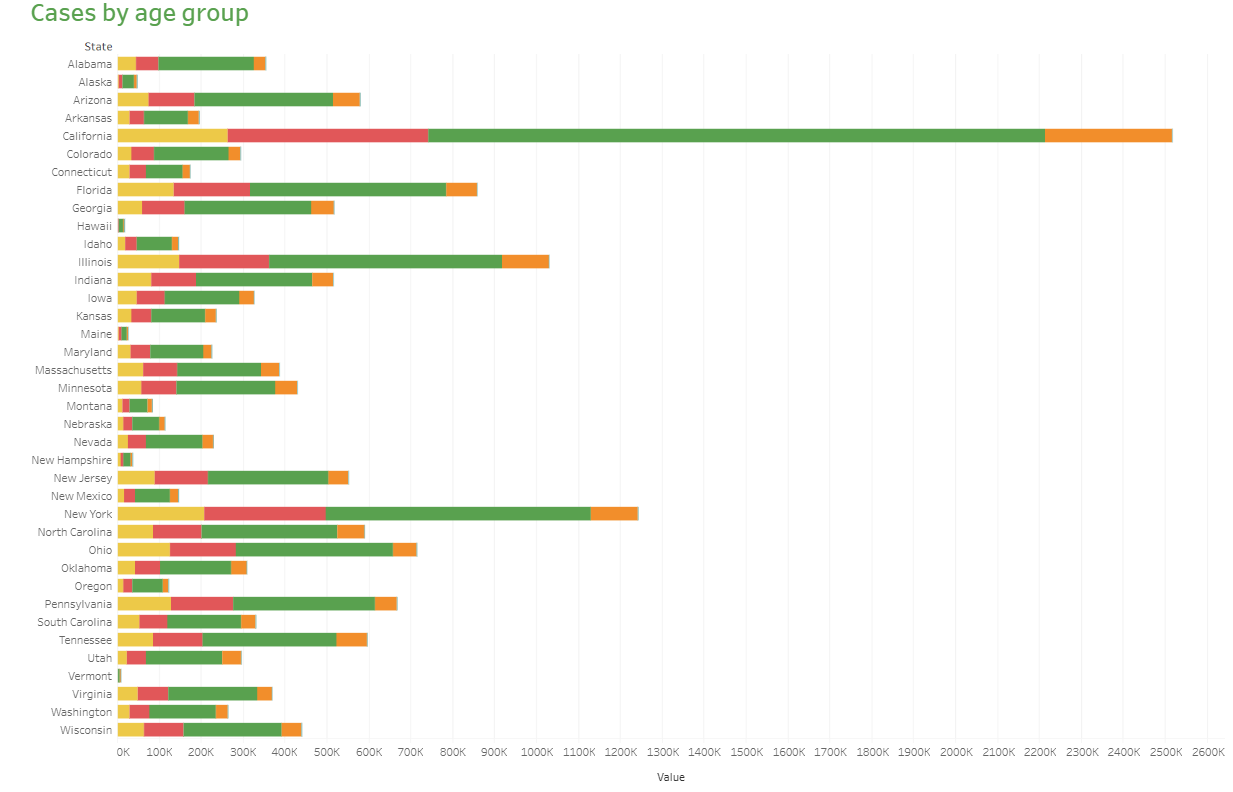 Cases by age group
State
Alabama
Alaska
Arizona
Arkansas
California
Colorado
Connecticut
Florida
Georgia
Hawaii
Idaho
Illinois
Indiana
Iowa
Kansas
Maine
Maryland
Massachusetts
Minnesota
Montana
Nebraska
Nevada
New Hampshire
New Jersey
New Mexico
New York
North Carolina
Ohio
Oklahoma
Oregon
Pennsylvania
South Carolina
Tennessee
Utah
Vermont
Virginia
Washington
Wisconsin
0K 100K 200K 300K 400K 500K 600K 700K 800K 900K 1000K 1100K 1200K 1300K 1400K 1500K 1600K 1700K 1800K 1900K 2000K 2100K 2200K 2300K 2400K 2500K 2600K
Value